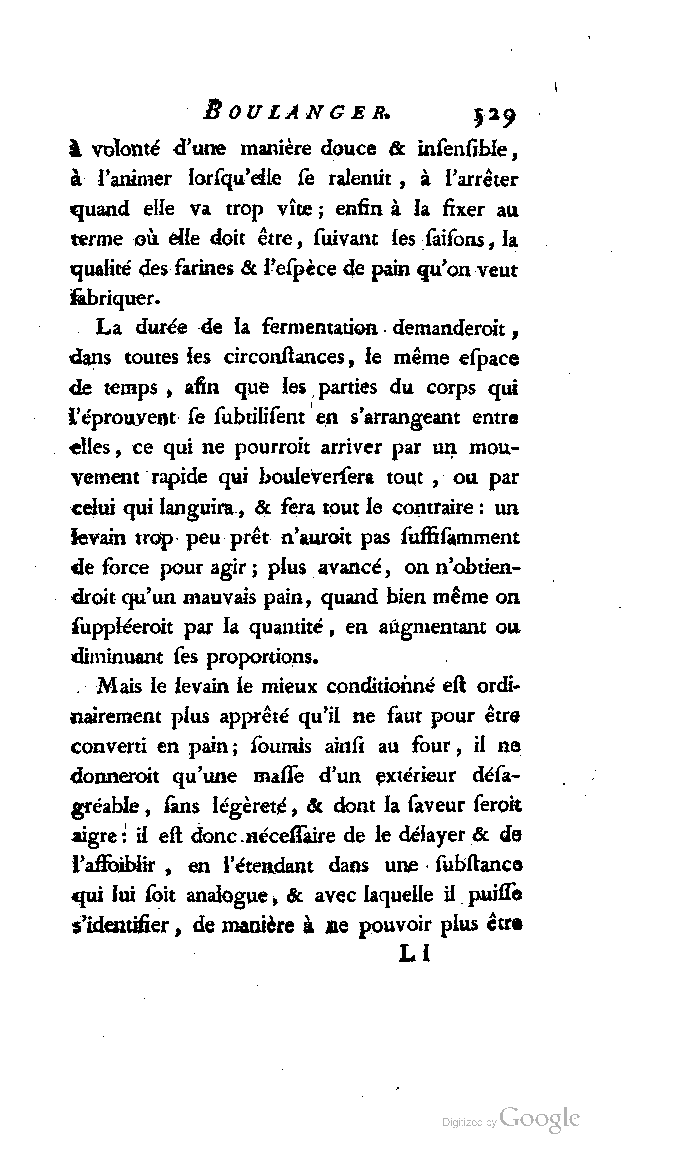 BOULANGER. 529
à volonté d'une manière douce & inſenſible,
à l'animer lorſqu'elle ſe ralentit, à l'arrêter
quand elle va trop vîte; enfin à la fixer au
terme où elle doit être, ſuivant les ſaiſons, la
qualité des farines & l'eſpèce de pain qu'on veut
fabriquer.
La durée de la fermentation demanderoit,
dans toutes les circonſtances, le même eſpace
de temps, afin que les parties du corps qui
l'éprouvent ſe ſubtiliſent en s'arrangeant entre
elles, ce qui ne pourroit arriver par un mou-
vement rapide qui bouleverſera tout, ou par
celui qui languira, & fera tout le contraire: un
levain trop peu prêt n'auroit pas ſuffiſamment
de force pour agir; plus avancé, on n'obtien-
droit qu'un mauvais pain, quand bien même on
ſuppléeroit par la quantité, en augmentant ou
diminuant ſes proportions.
Mais le levain le mieux conditionné eſt ordi-
nairement plus apprêté qu'il ne faut pour être
converti en pain; ſoumis ainſi au four, il ne
donneroit qu'une maſſe d'un extérieur déſa-
gréable, ſans légèreté, & dont la ſaveur ſeroit
aigre: il eſt donc néceſſaire de le délayer & de
l'affoiblir, en l'étendant dans une ſubſtance
qui lui ſoit analogue, & avec laquelle il puiſſe
s'identifier, de manière à ne pouvoir plus être
Ll
Digitized by Google